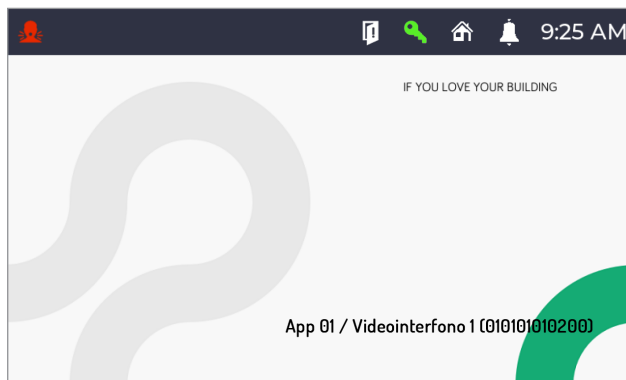 9:25 AM
IF YOU LOVE YOUR BUILDING
App 01 / Videointerfono 1 (010101010200)